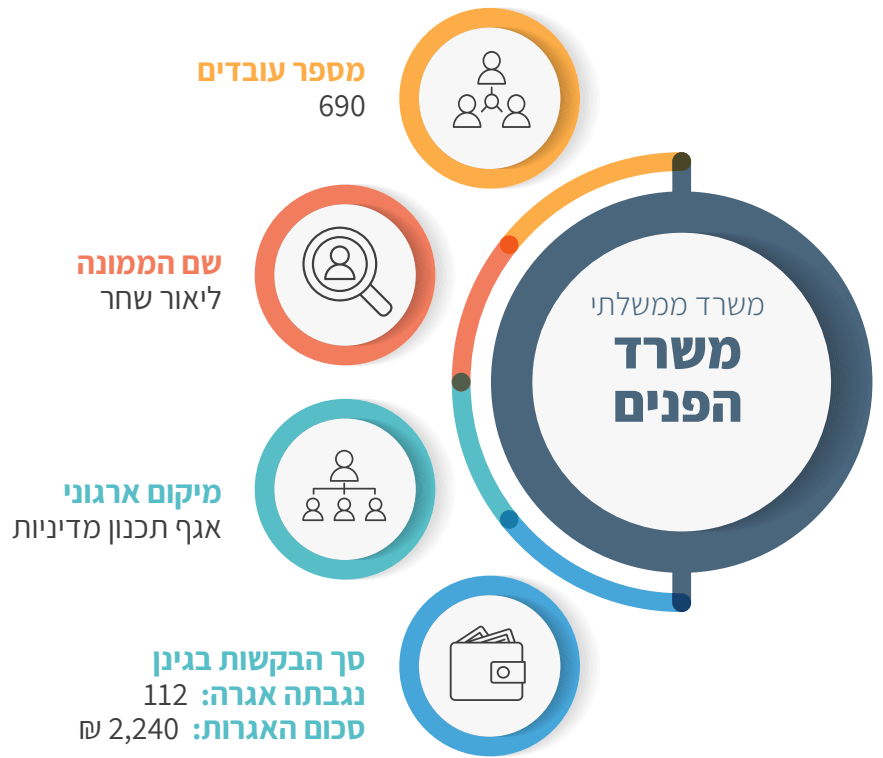 משרד ממשלתי
משרד
הפנים
מספר עובדים
690
שם הממונה
ליאור שחר
מיקום ארגוני
אגף תכנון מדיניות
סך הבקשות בגינן
נגבתה אגרה: 112
סכום האגרות: 2,240 ₪